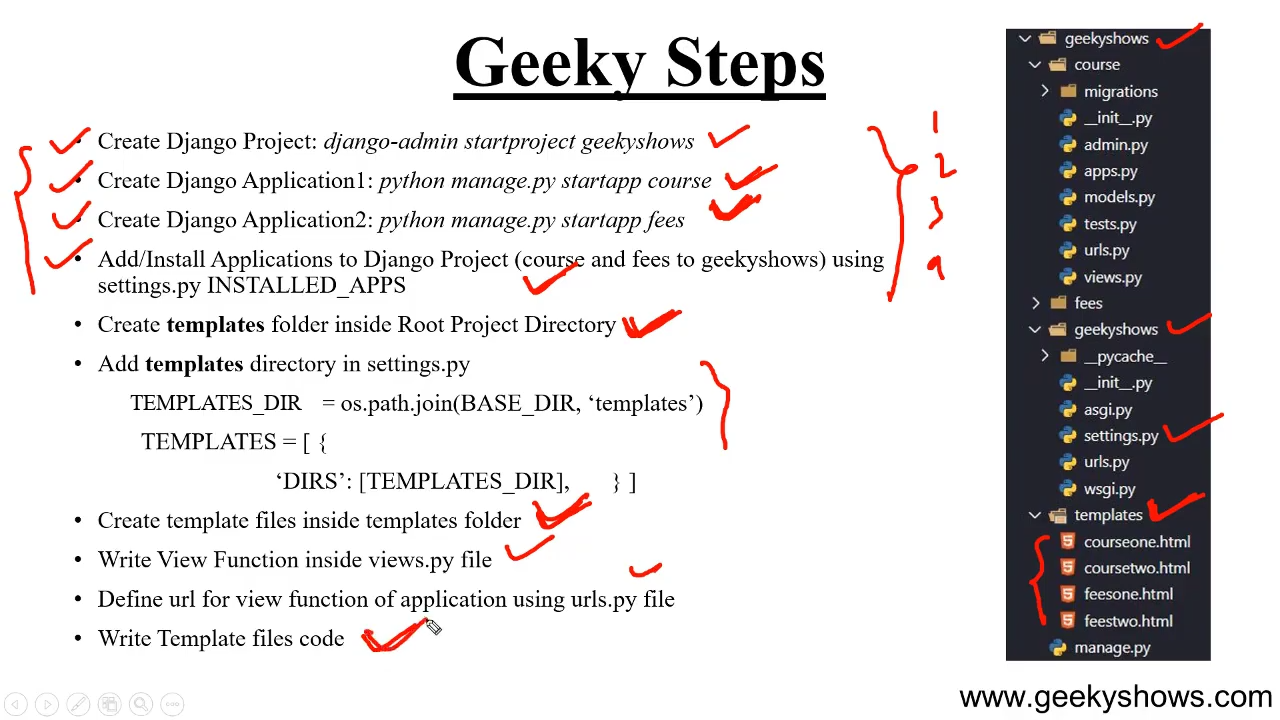 Geeky Steps
• Create Django Project: django-admin startproject geekyshows
• Create Django Application1: python manage.py startapp course
• Create Django Application2: python manage.py startapp fees
• Add/Install Applications to Django Project (course and fees to geekyshows) using
settings.py INSTALLED_APPS
• Create templates folder inside Root Project Directory
• Add templates directory in settings.py
TEMPLATES_DIR = os.path.join(BASE_DIR, ‘templates’)
TEMPLATES = [ {
‘DIRS’: [TEMPLATES_DIR], } ]
• Create template files inside templates folder
• Write View Function inside views.py file
• Define url for view function of application using urls.py file
• Write Template files code
1
2
3
4
geekyshows
course
migrations
__init__.py
admin.py
apps.py
models.py
tests.py
urls.py
views.py
fees
geekyshows
__pycache__
__init__.py
asgi.py
settings.py
urls.py
wsgi.py
templates
courseone.html
coursetwo.html
feesone.html
feestwo.html
manage.py
www.geekyshows.com